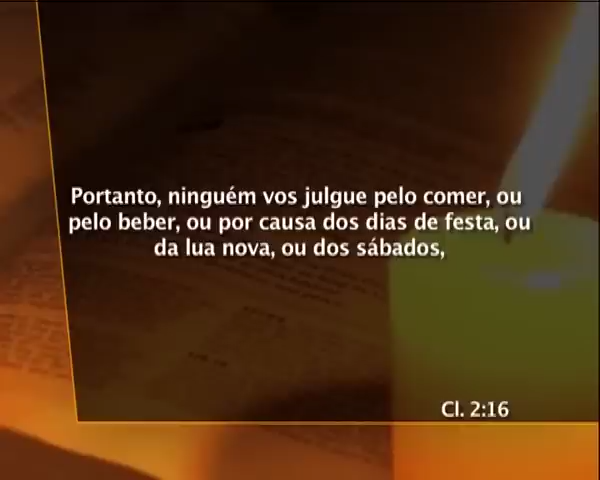 Portanto, ninguém vos julgue pelo comer, ou
pelo beber, ou por causa dos dias de festa, ou
da lua nova, ou dos sábados,
Cl. 2:16